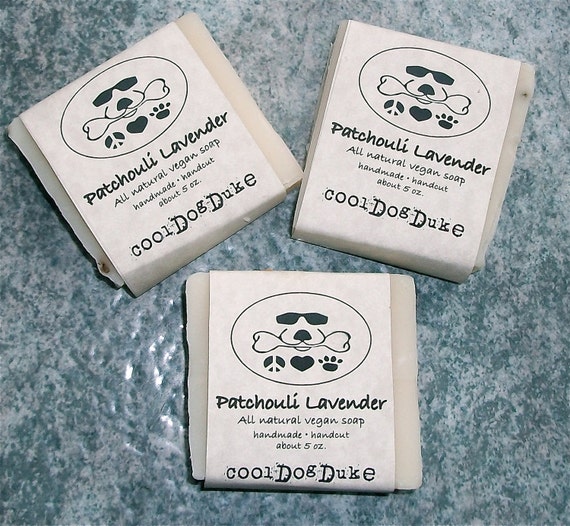 Patchouli Lavender
All natural vegan soap
handmade • handcut
about 5 oz.
coolDogDuke
Patchouli Lavender
All natural vegan soap
handmade • handcut
about 5 oz.
coolDogDuke
Patchouli Lavender
All natural vegan soap
handmade • handcut
about 5 oz.
coolDogDuke